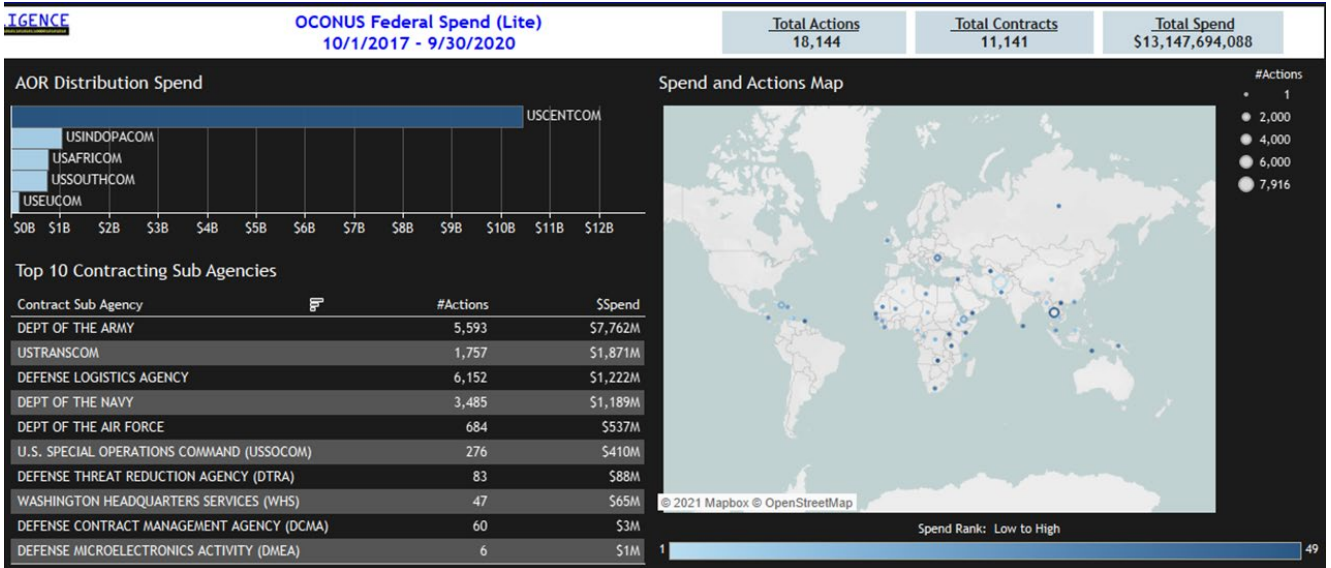 LIGENCE
OCONUS Federal Spend (Lite)
10/1/2017 - 9/30/2020
Total Actions
18,144
Total Contracts
11,141
Total Spend
$13,147,694,088
AOR Distribution Spend
USCENTCOM
USINDOPACOM
USAFRICOM
USSOUTHCOM
USEUCOM
$0B $1B $2B $3B $4B $5B $6B $7B $8B $9B $10B $11B $12B
Top 10 Contracting Sub Agencies
Contract Sub Agency #Actions $Spend
DEPT OF THE ARMY 5,593 $7,762M
USTRANSCOM 1,757 $1,871M
DEFENSE LOGISTICS AGENCY 6,152 $1,222M
DEPT OF THE NAVY 3,485 $1,189M
DEPT OF THE AIR FORCE 684 $537M
U.S. SPECIAL OPERATIONS COMMAND (USSOCOM) 276 $410M
DEFENSE THREAT REDUCTION AGENCY (DTRA) 83 $88M
WASHINGTON HEADQUARTERS SERVICES (WHS) 47 $65M
DEFENSE CONTRACT MANAGEMENT AGENCY (DCMA) 60 $3M
DEFENSE MICROELECTRONICS ACTIVITY (DMEA) 6 $1M
Spend and Actions Map
#Actions
1
2,000
4,000
6,000
7,916
© 2021 Mapbox © OpenStreetMap
Spend Rank: Low to High
1 49